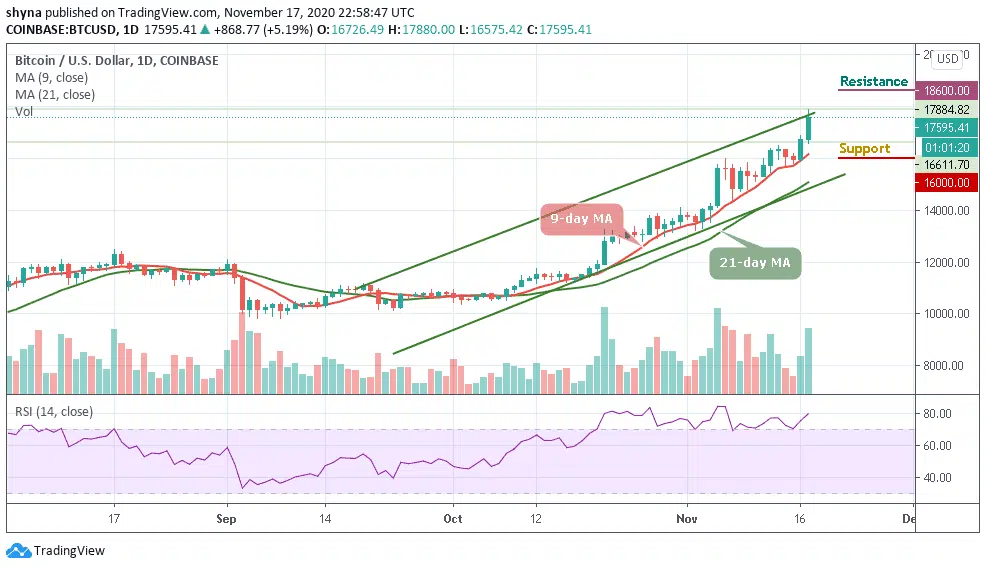 shyna published on TradingView.com, November 17, 2020 22:58:47 UTC
COINBASE:BTCUSD, 1D 17595.41 ▲ +868.77 (+5.19%) O:16726.49 H:17880.00 L:16575.42 C:17595.41
Bitcoin / U.S. Dollar, 1D, COINBASE
MA (9, close)
MA (21, close)
Vol
USD
Resistance
18600.00
17884.82
17595.41
01:01:20
Support
16611.70
16000.00
14000.00
12000.00
10000.00
8000.00
9-day MA
21-day MA
RSI (14, close)
80.00
60.00
40.00
17 Sep 14 Oct 12 Nov 16 De
TradingView